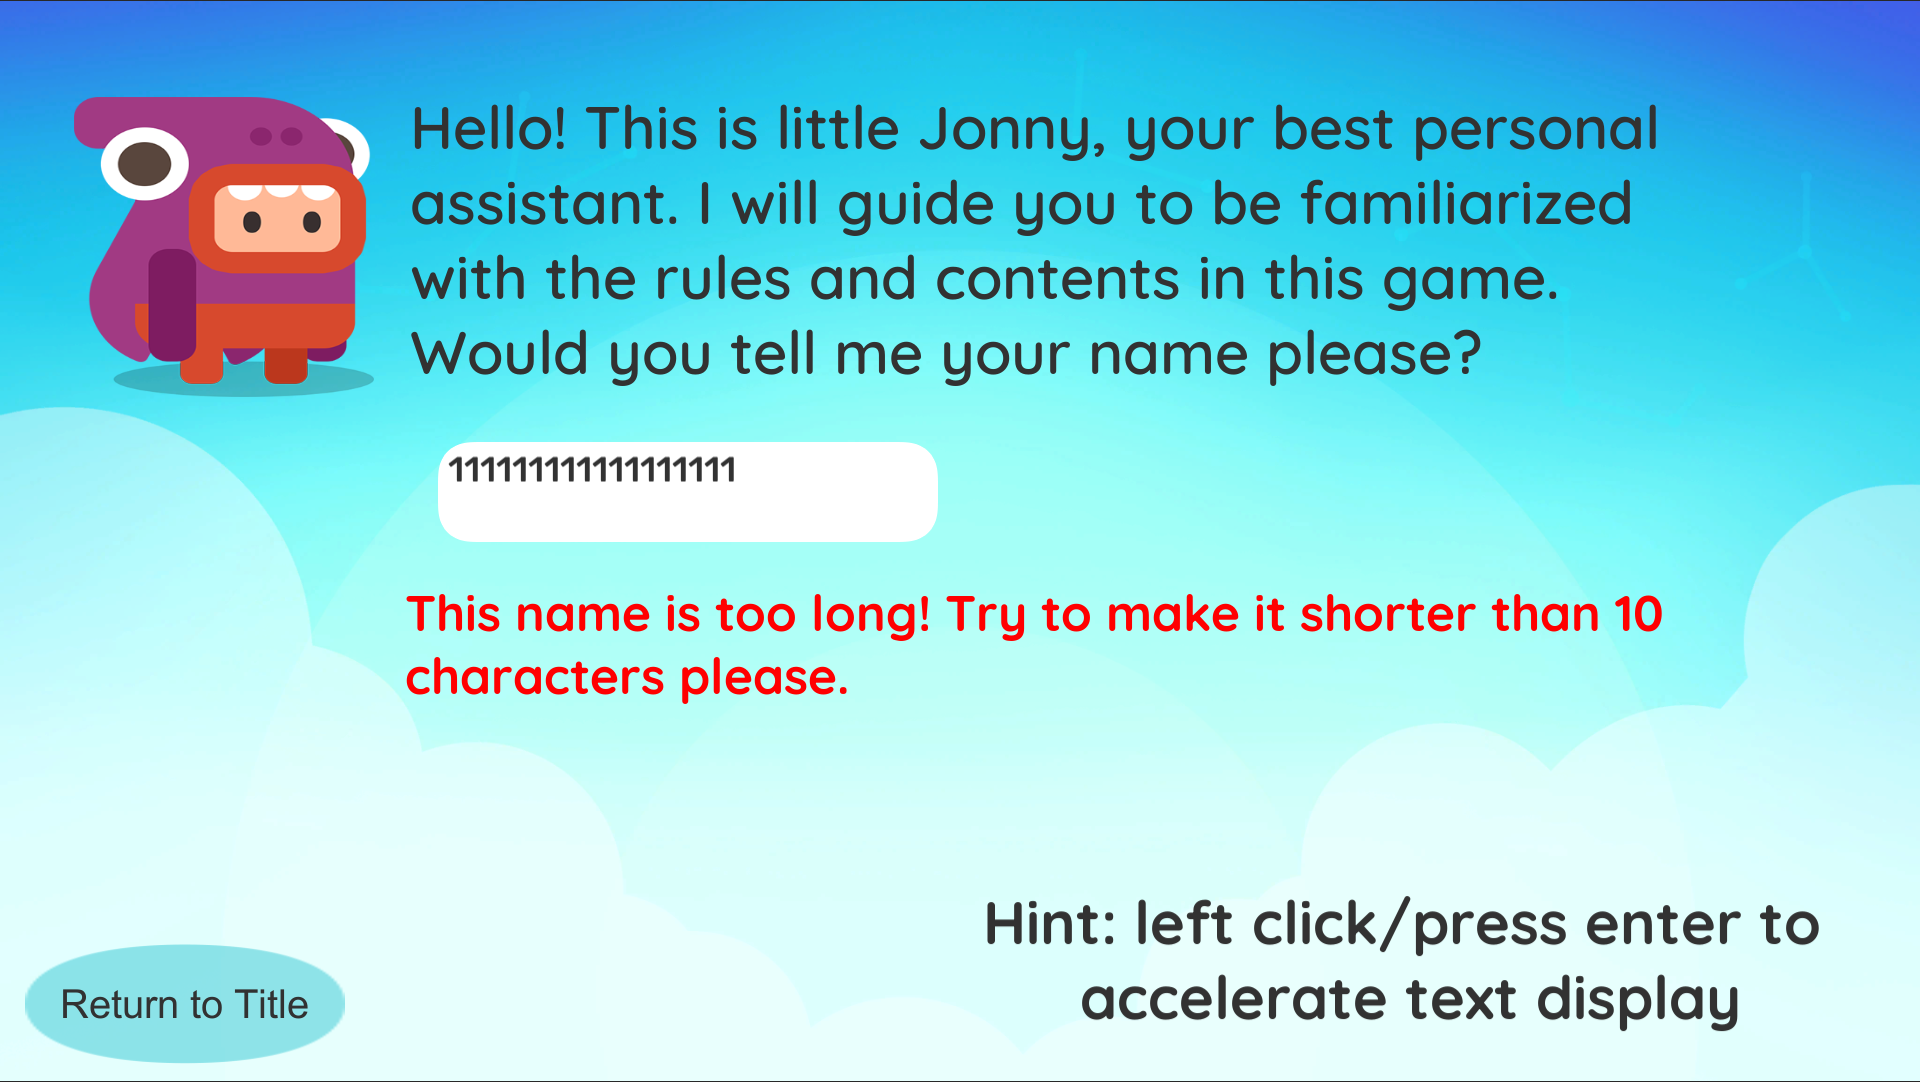 Hello! This is little Jonny, your best personal
assistant. I will guide you to be familiarized
with the rules and contents in this game.
Would you tell me your name please?
111111111111111111
This name is too long! Try to make it shorter than 10
characters please.
Hint: left click/press enter to
accelerate text display
Return to Title